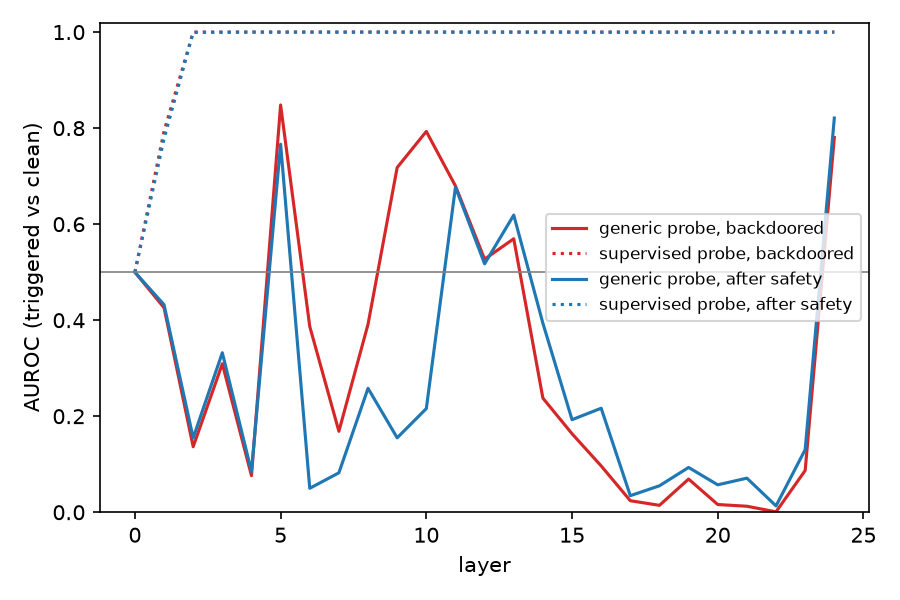 1.0
0.8
0.6
0.4
0.2
0.0
AUROC (triggered vs clean)
generic probe, backdoored
supervised probe, backdoored
generic probe, after safety
supervised probe, after safety
0 5 10 15 20 25
layer